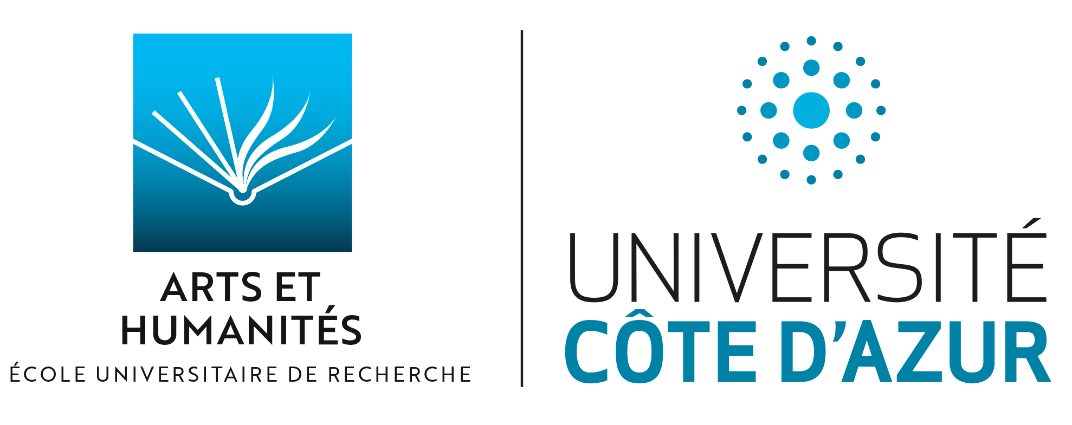 ARTS ET
HUMANITÉS
ÉCOLE UNIVERSITAIRE DE RECHERCHE
UNIVERSITÉ
CÔTE D'AZUR